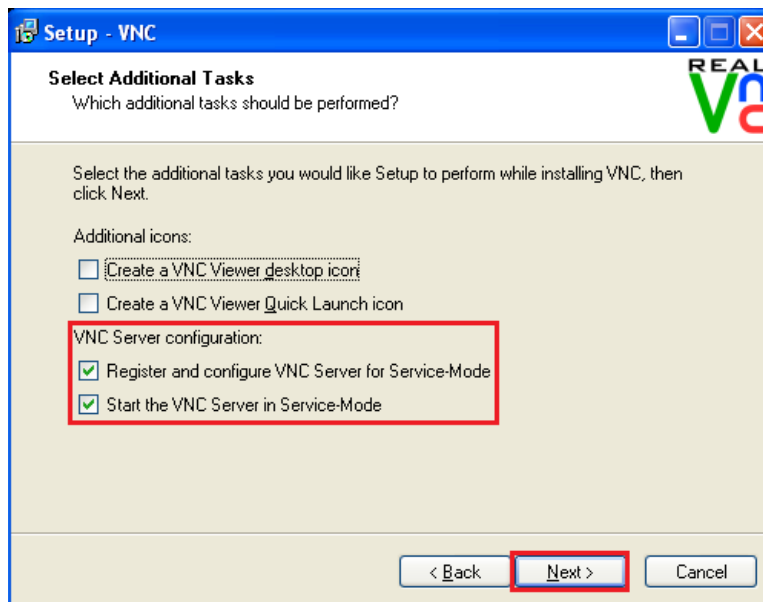 Setup - VNC
Select Additional Tasks
Which additional tasks should be performed?
REAL
VNC
Select the additional tasks you would like Setup to perform while installing VNC, then
click Next.
Additional icons:
Create a VNC Viewer desktop icon
Create a VNC Viewer Quick Launch icon
VNC Server configuration:
Register and configure VNC Server for Service-Mode
Start the VNC Server in Service-Mode
< Back
Next >
Cancel